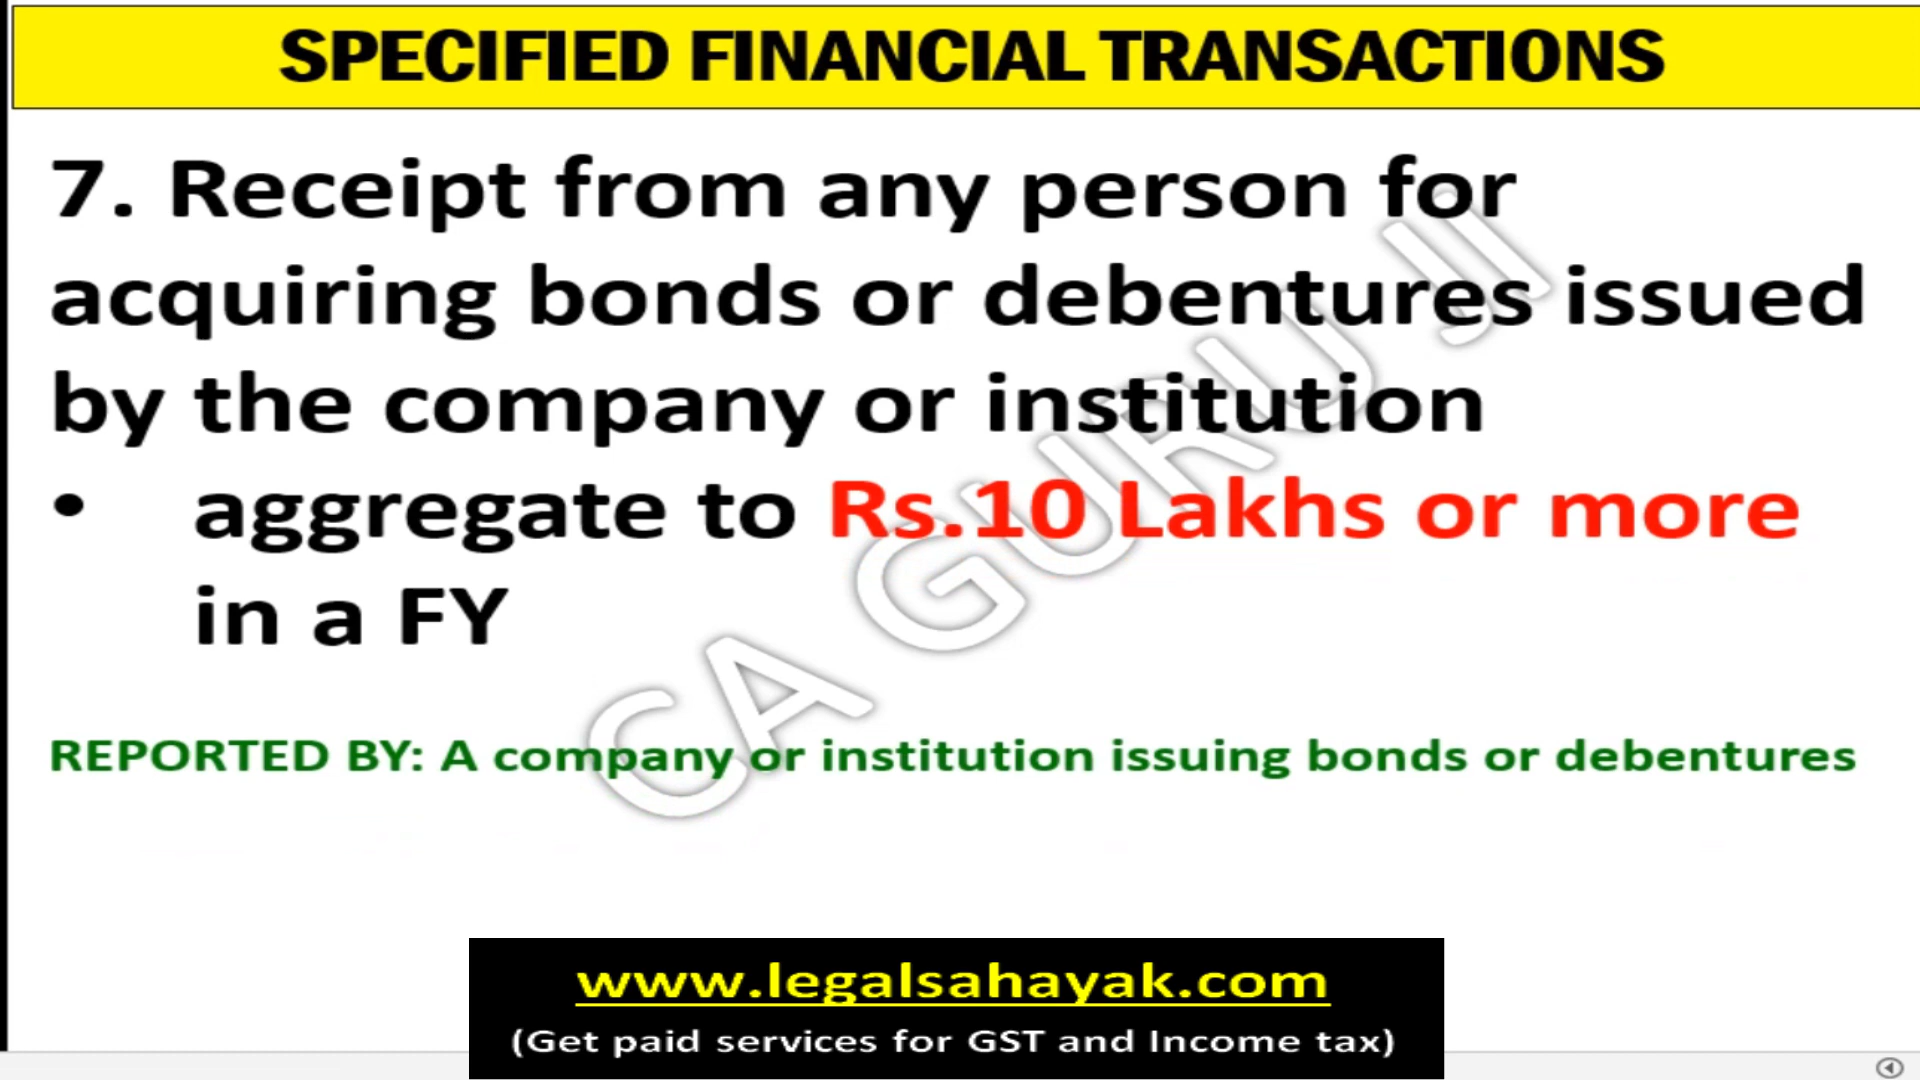 SPECIFIED FINANCIAL TRANSACTIONS
7. Receipt from any person for
acquiring bonds or debentures issued
by the company or institution
• aggregate to Rs.10 Lakhs or more
in a FY
CA GURU JI
REPORTED BY: A company or institution issuing bonds or debentures
www.legalsahayak.com
(Get paid services for GST and Income tax)